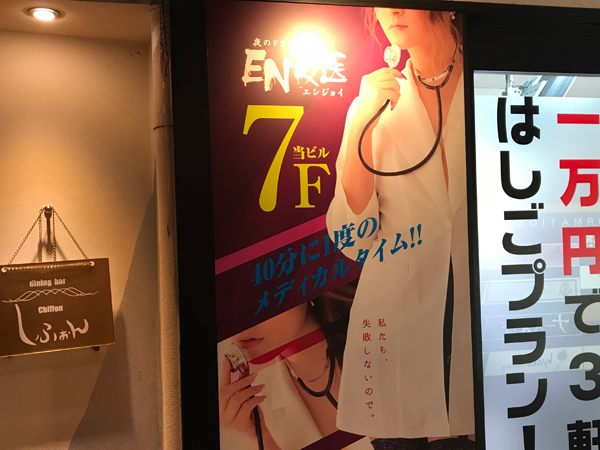 dining bar
Chiffon
しふぉん
夜のド
EN女医
エンジョイ
7F
当ビル
40分に1度の
メディカルタイム!!
私たち、
失敗しないので。
一万円で3軒
はしごプラン!